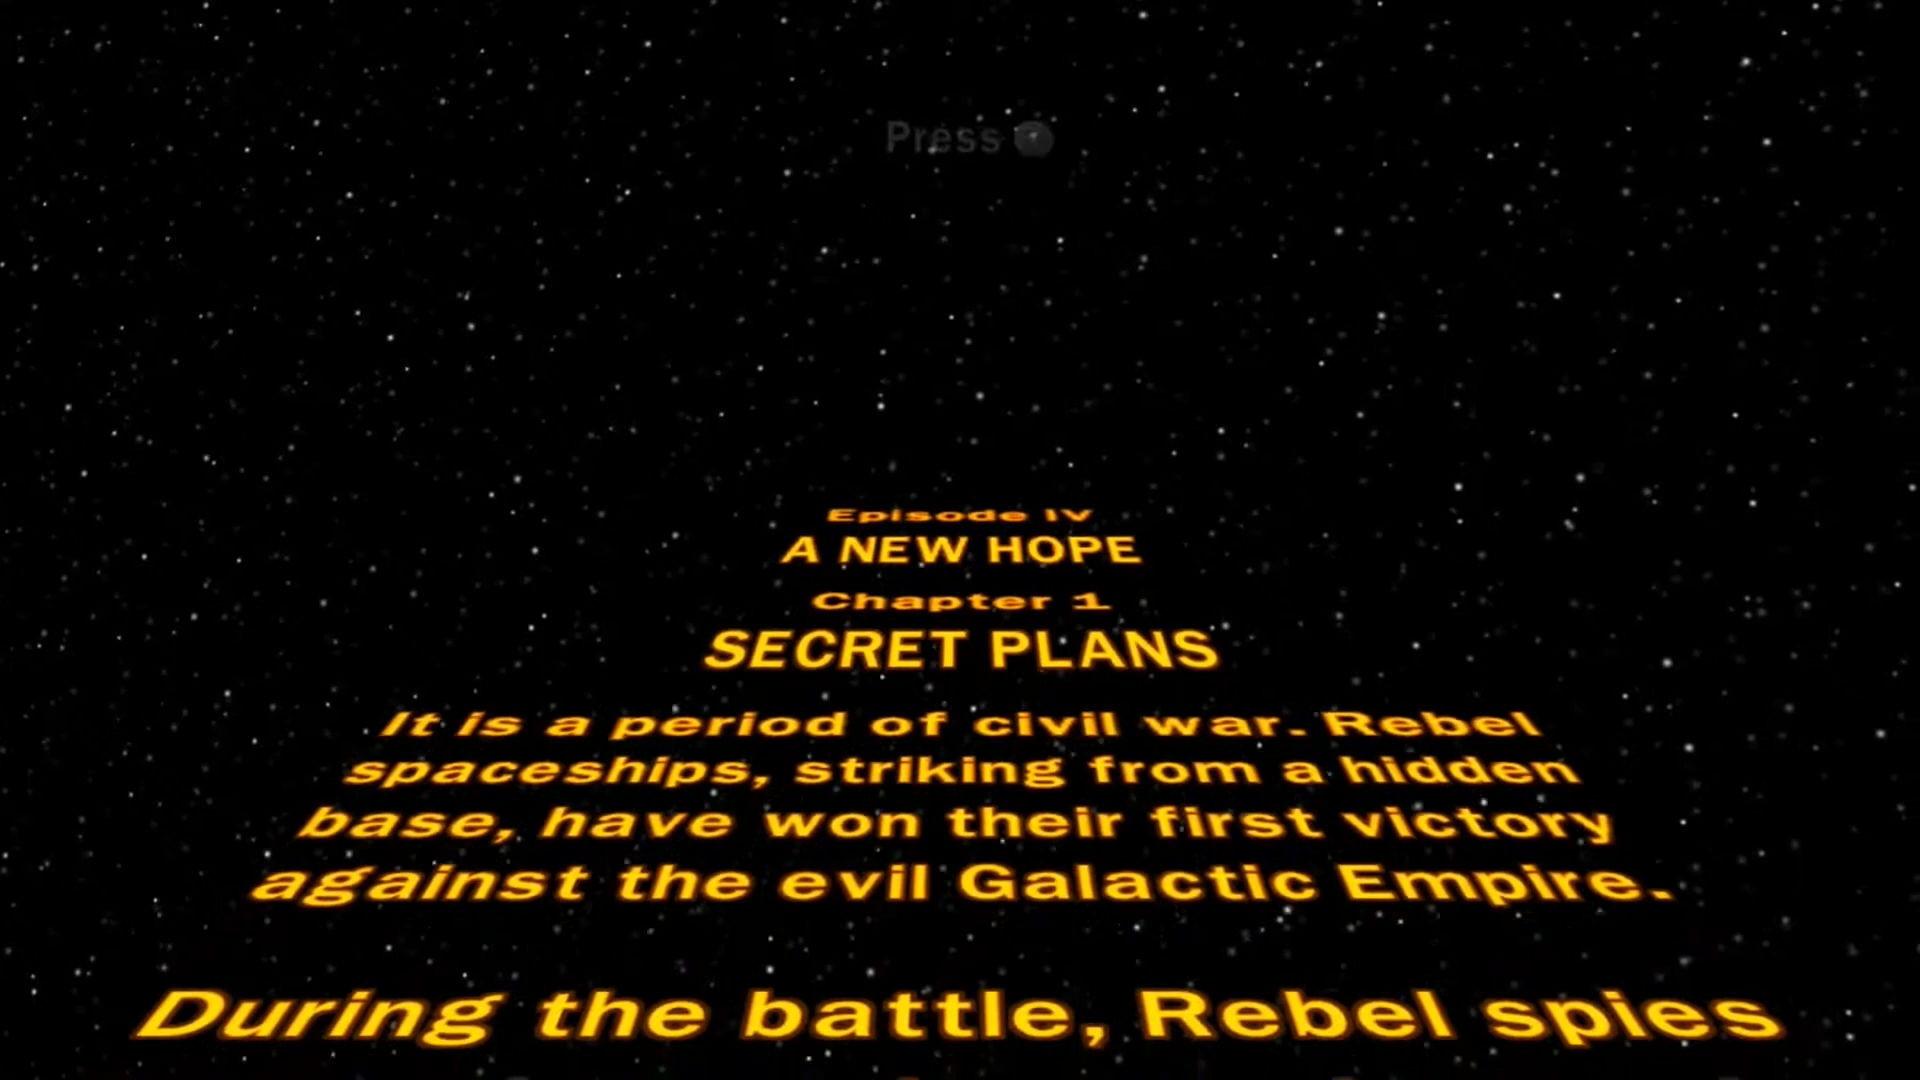 Press
Episode IV
A NEW HOPE
Chapter 1
SECRET PLANS
It is a period of civil war. Rebel
spaceships, striking from a hidden
base, have won their first victory
against the evil Galactic Empire.
During the battle, Rebel spies